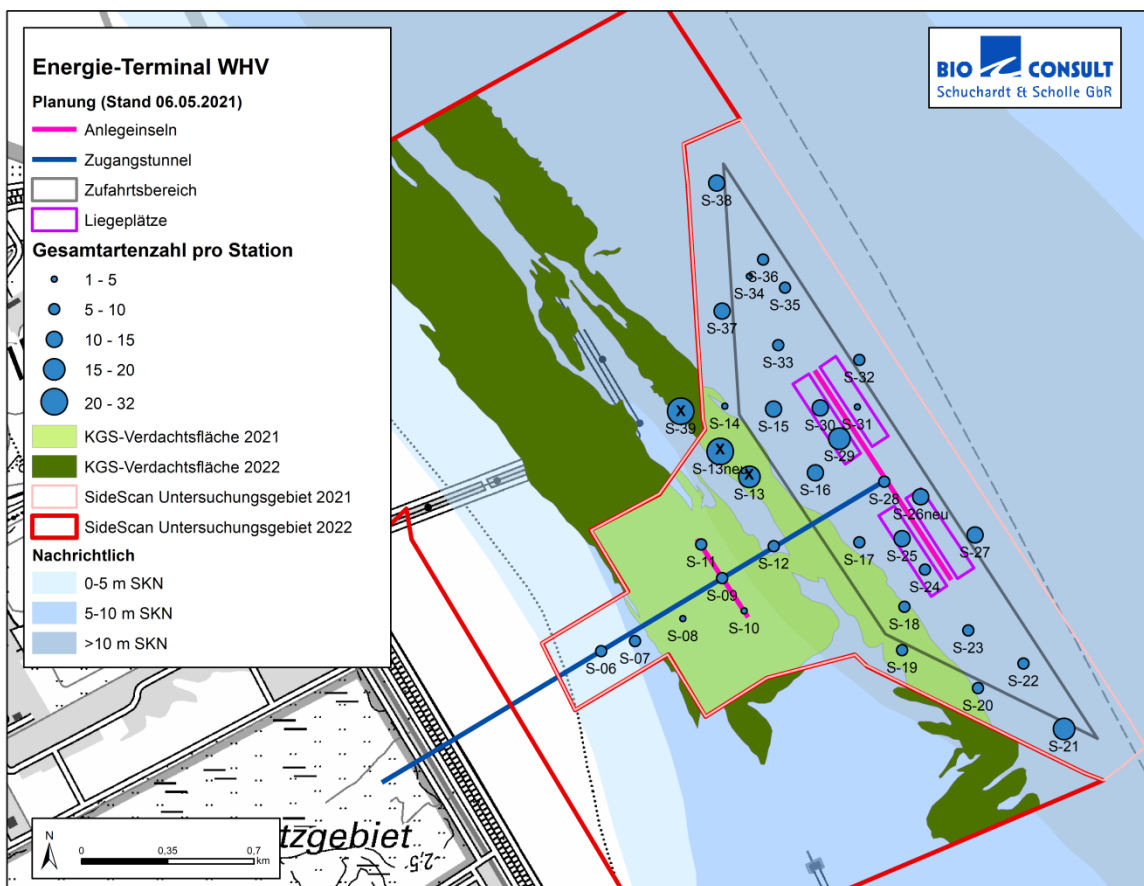 Energie-Terminal WHV
Planung (Stand 06.05.2021)
Anlegeinseln
Zugangstunnel
Zufahrtsbereich
Liegeplätze
Gesamtartenzahl pro Station
1 - 5
5 - 10
10 - 15
15 - 20
20 - 32
KGS-Verdachtsfläche 2021
KGS-Verdachtsfläche 2022
SideScan Untersuchungsgebiet 2021
SideScan Untersuchungsgebiet 2022
Nachrichtlich
0-5 m SKN
5-10 m SKN
>10 m SKN
BIO CONSULT
Schuchardt & Scholle GbR
S-38
S-36
S-34
S-35
S-37
S-33
S-32
X
S-39
S-14
S-15
S-30
S-31
X
S-13neu
S-29
X
S-13
S-16
S-28
S-26neu
S-11
S-12
S-17
S-25
S-27
S-09
S-24
S-10
S-08
S-18
S-07
S-06
S-23
S-19
S-22
S-20
S-21
N
0 0,35 0,7
km
tzgebiet
2,5